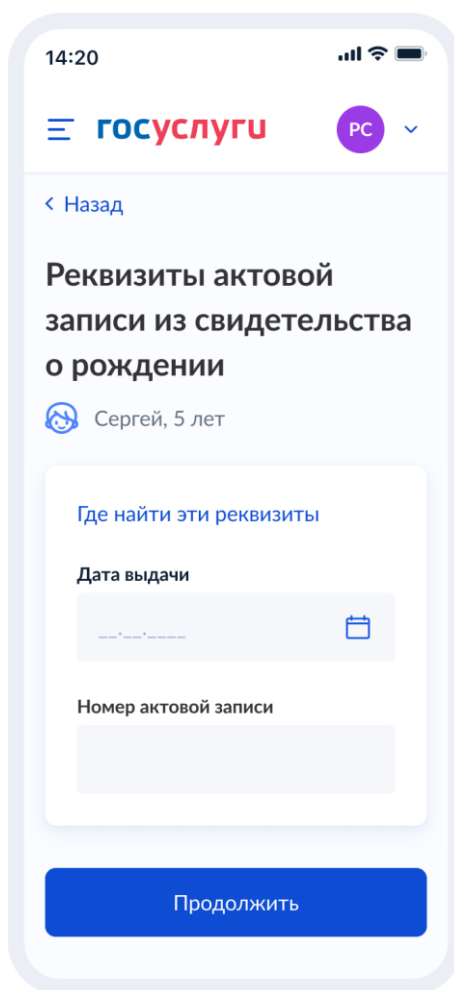 14:20
госуслуги
РС
Назад
Реквизиты актовой
записи из свидетельства
о рождении
Сергей, 5 лет
Где найти эти реквизиты
Дата выдачи
__.__.____
Номер актовой записи
Продолжить